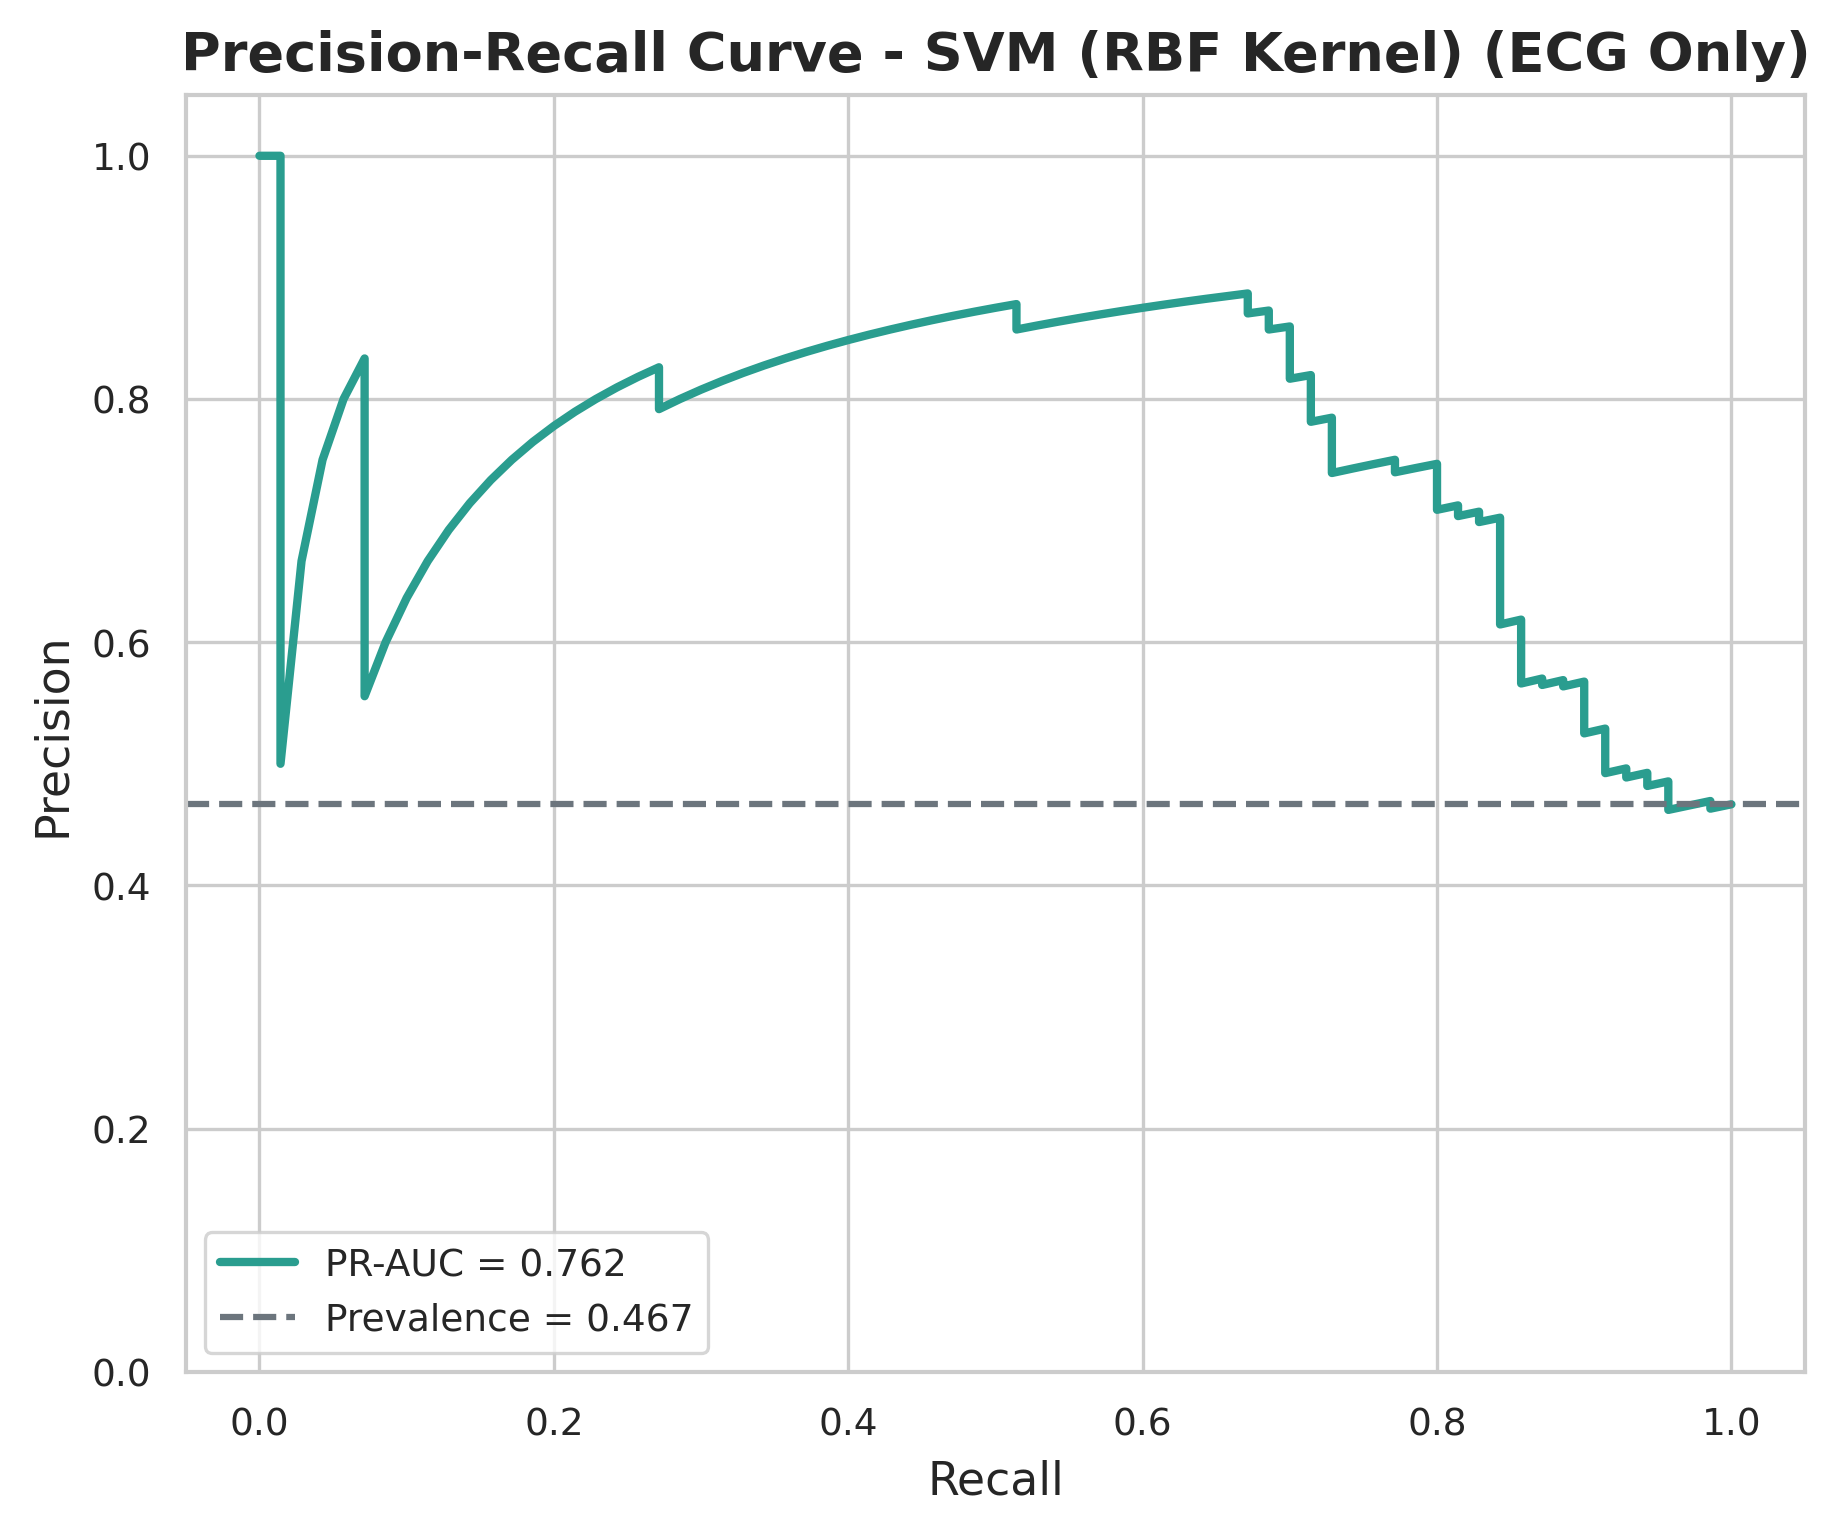 Precision-Recall Curve - SVM (RBF Kernel) (ECG Only)
1.0
0.8
0.6
0.4
0.2
0.0
Precision
PR-AUC = 0.762
Prevalence = 0.467
0.0 0.2 0.4 0.6 0.8 1.0
Recall